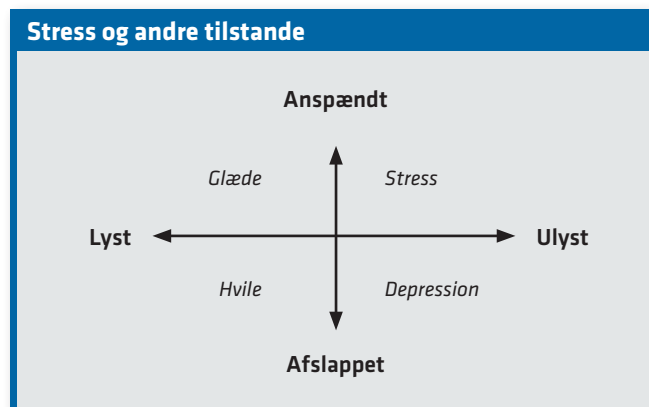 Stress og andre tilstande
Anspændt
Glæde Stress
Lyst Ulyst
Hvile Depression
Afslappet